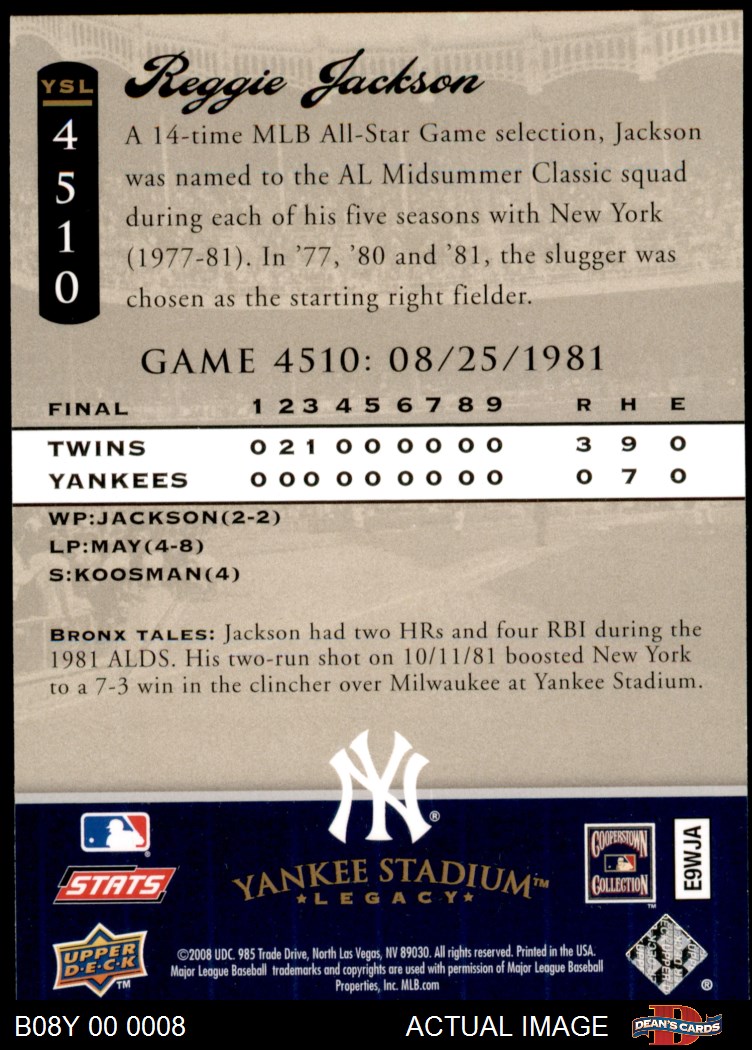 YSL
4510
Reggie Jackson
A 14-time MLB All-Star Game selection, Jackson
was named to the AL Midsummer Classic squad
during each of his five seasons with New York
(1977-81). In ’77, ’80 and ’81, the slugger was
chosen as the starting right fielder.
GAME 4510: 08/25/1981
FINAL 1 2 3 4 5 6 7 8 9 R H E
TWINS 0 2 1 0 0 0 0 0 0 3 9 0
YANKEES 0 0 0 0 0 0 0 0 0 0 7 0
WP:JACKSON(2-2)
LP:MAY(4-8)
S:KOOSMAN(4)
BRONX TALES: Jackson had two HRs and four RBI during the
1981 ALDS. His two-run shot on 10/11/81 boosted New York
to a 7-3 win in the clincher over Milwaukee at Yankee Stadium.
NY®
STATS
YANKEE STADIUM™
★LEGACY★
COOPERSTOWN
COLLECTION
™
E9WJA
UPPER
D·E·C·K
™
©2008 UDC. 985 Trade Drive, North Las Vegas, NV 89030. All rights reserved. Printed in the USA.
Major League Baseball trademarks and copyrights are used with permission of Major League Baseball
Properties, Inc. MLB.com
®
B08Y 00 0008
ACTUAL IMAGE
D
DEAN'S CARDS